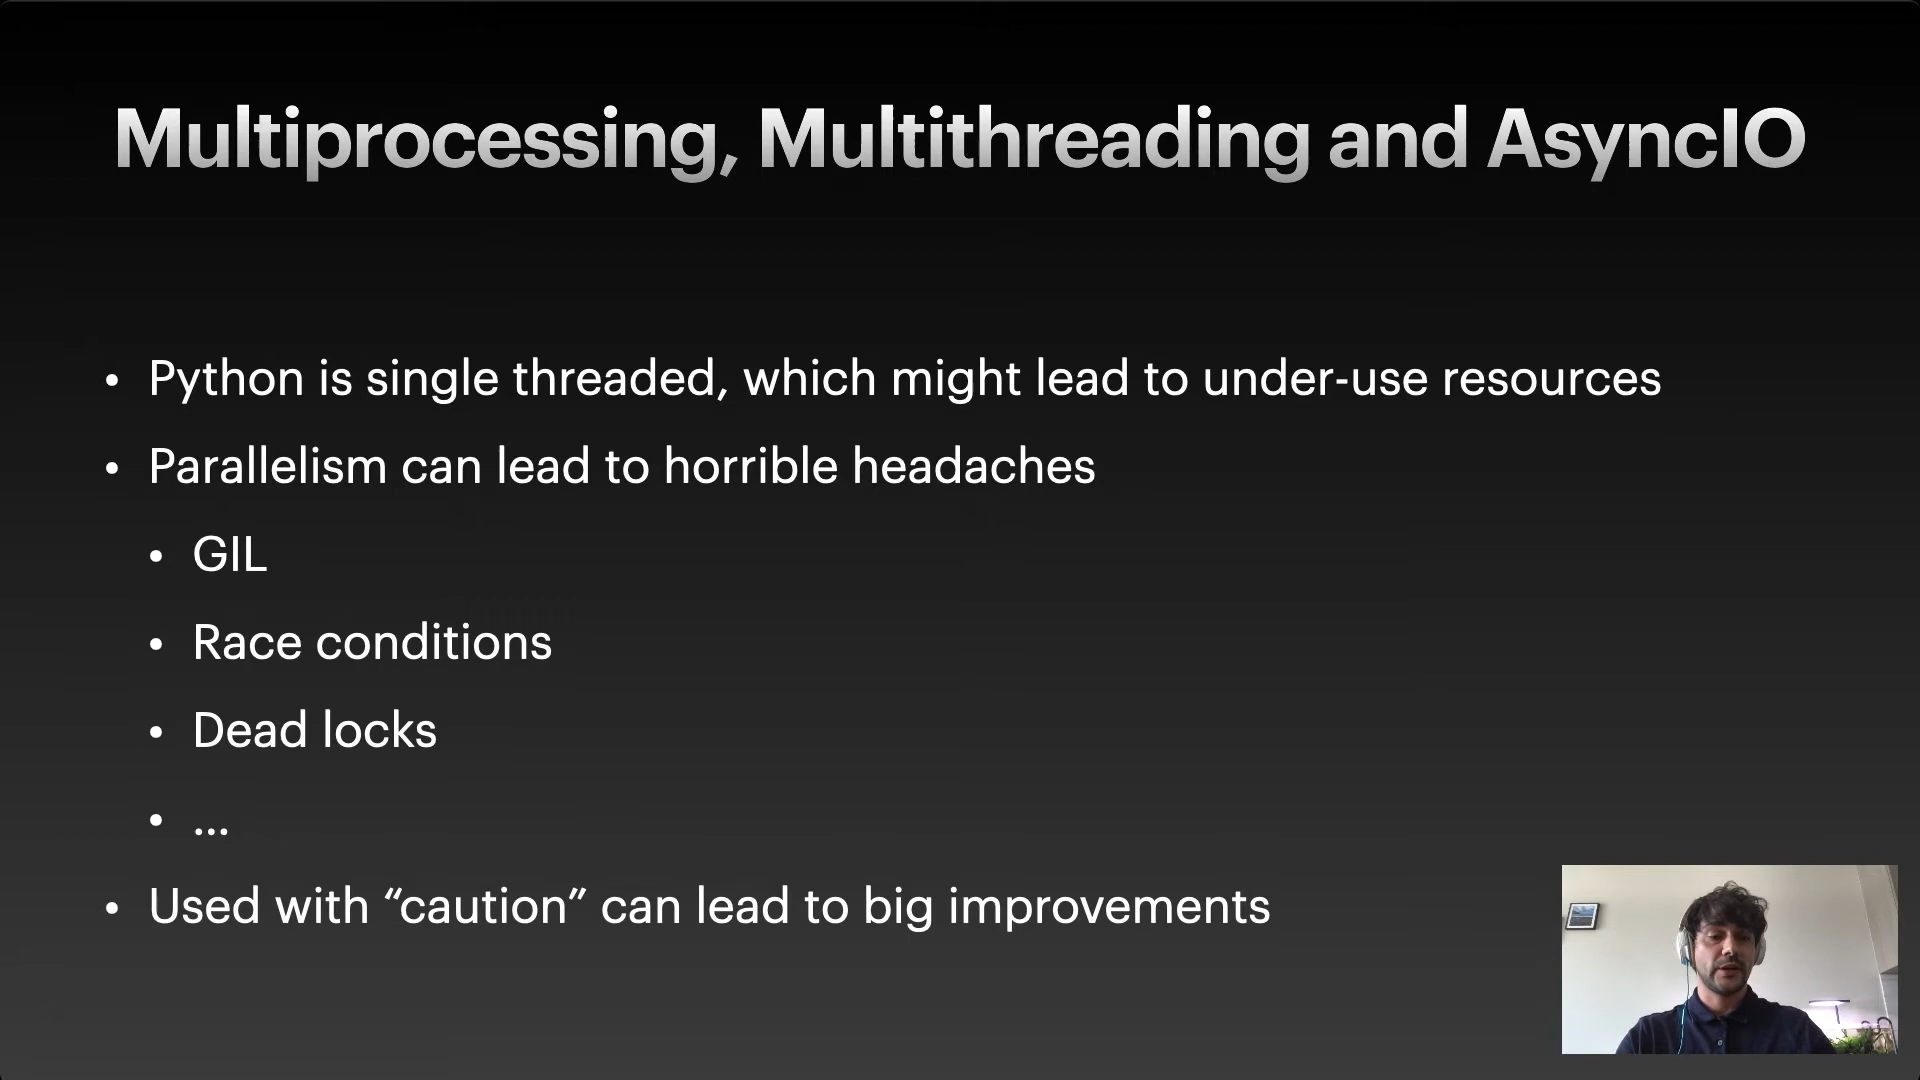 Multiprocessing, Multithreading and AsyncIO
• Python is single threaded, which might lead to under-use resources
• Parallelism can lead to horrible headaches
• GIL
• Race conditions
• Dead locks
• ...
• Used with “caution” can lead to big improvements